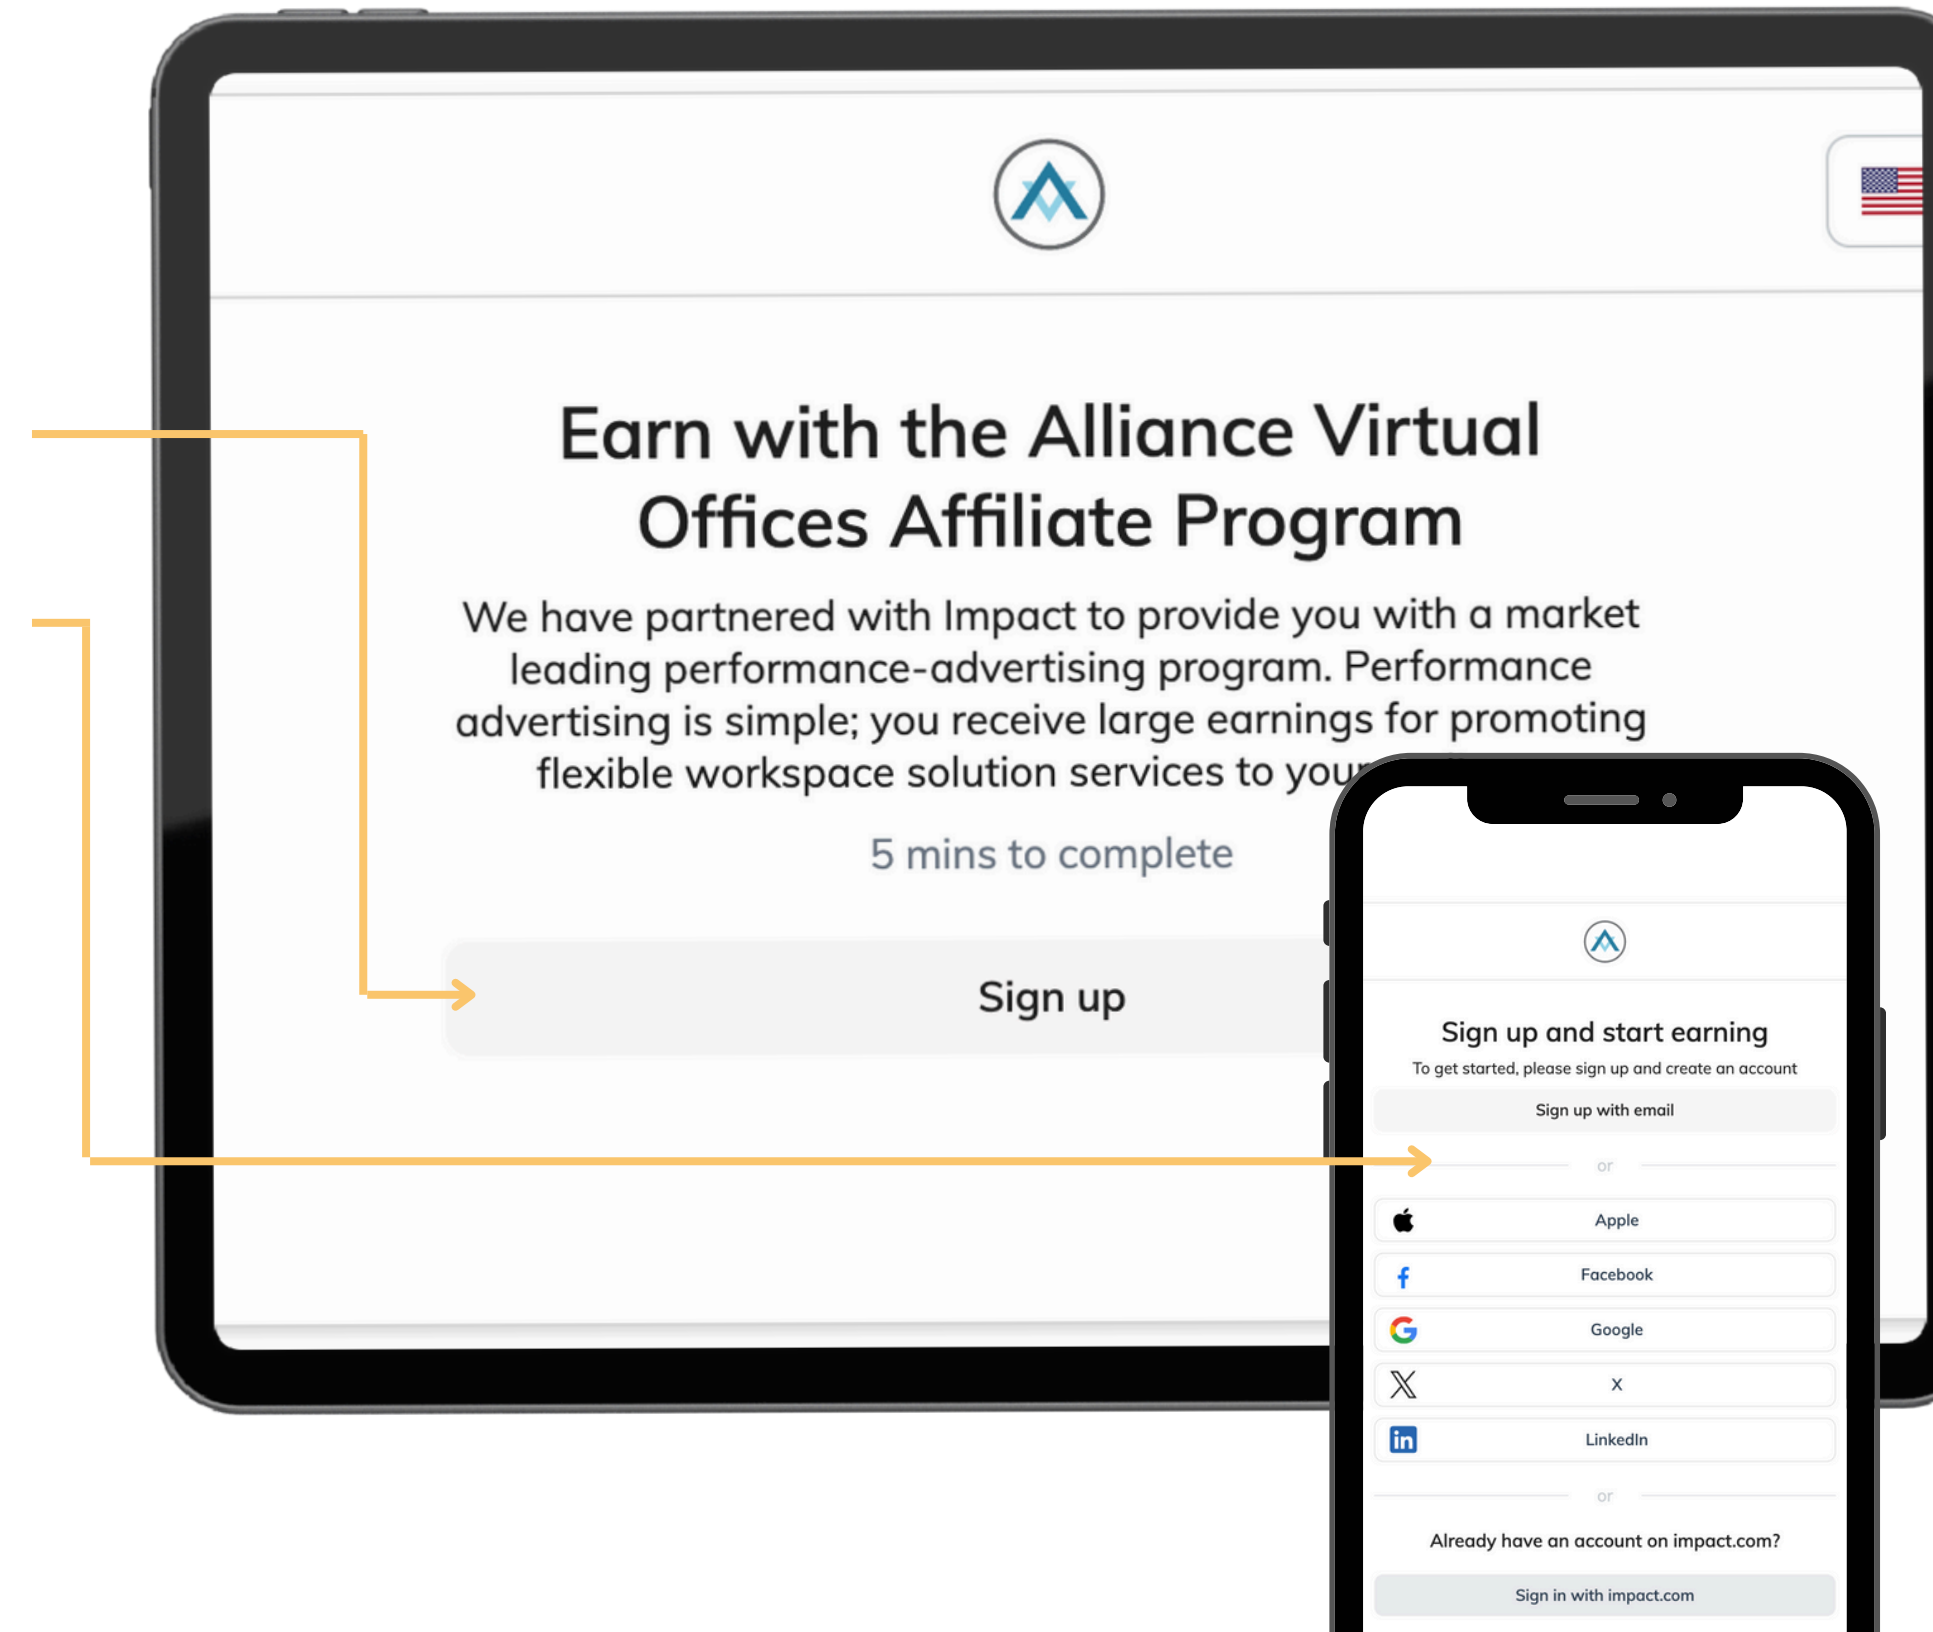 Earn with the Alliance Virtual
Offices Affiliate Program
We have partnered with Impact to provide you with a market
leading performance-advertising program. Performance
advertising is simple; you receive large earnings for promoting
flexible workspace solution services to your
5 mins to complete
Sign up
Sign up and start earning
To get started, please sign up and create an account
Sign up with email
or
Apple
Facebook
Google
X
LinkedIn
or
Already have an account on impact.com?
Sign in with impact.com